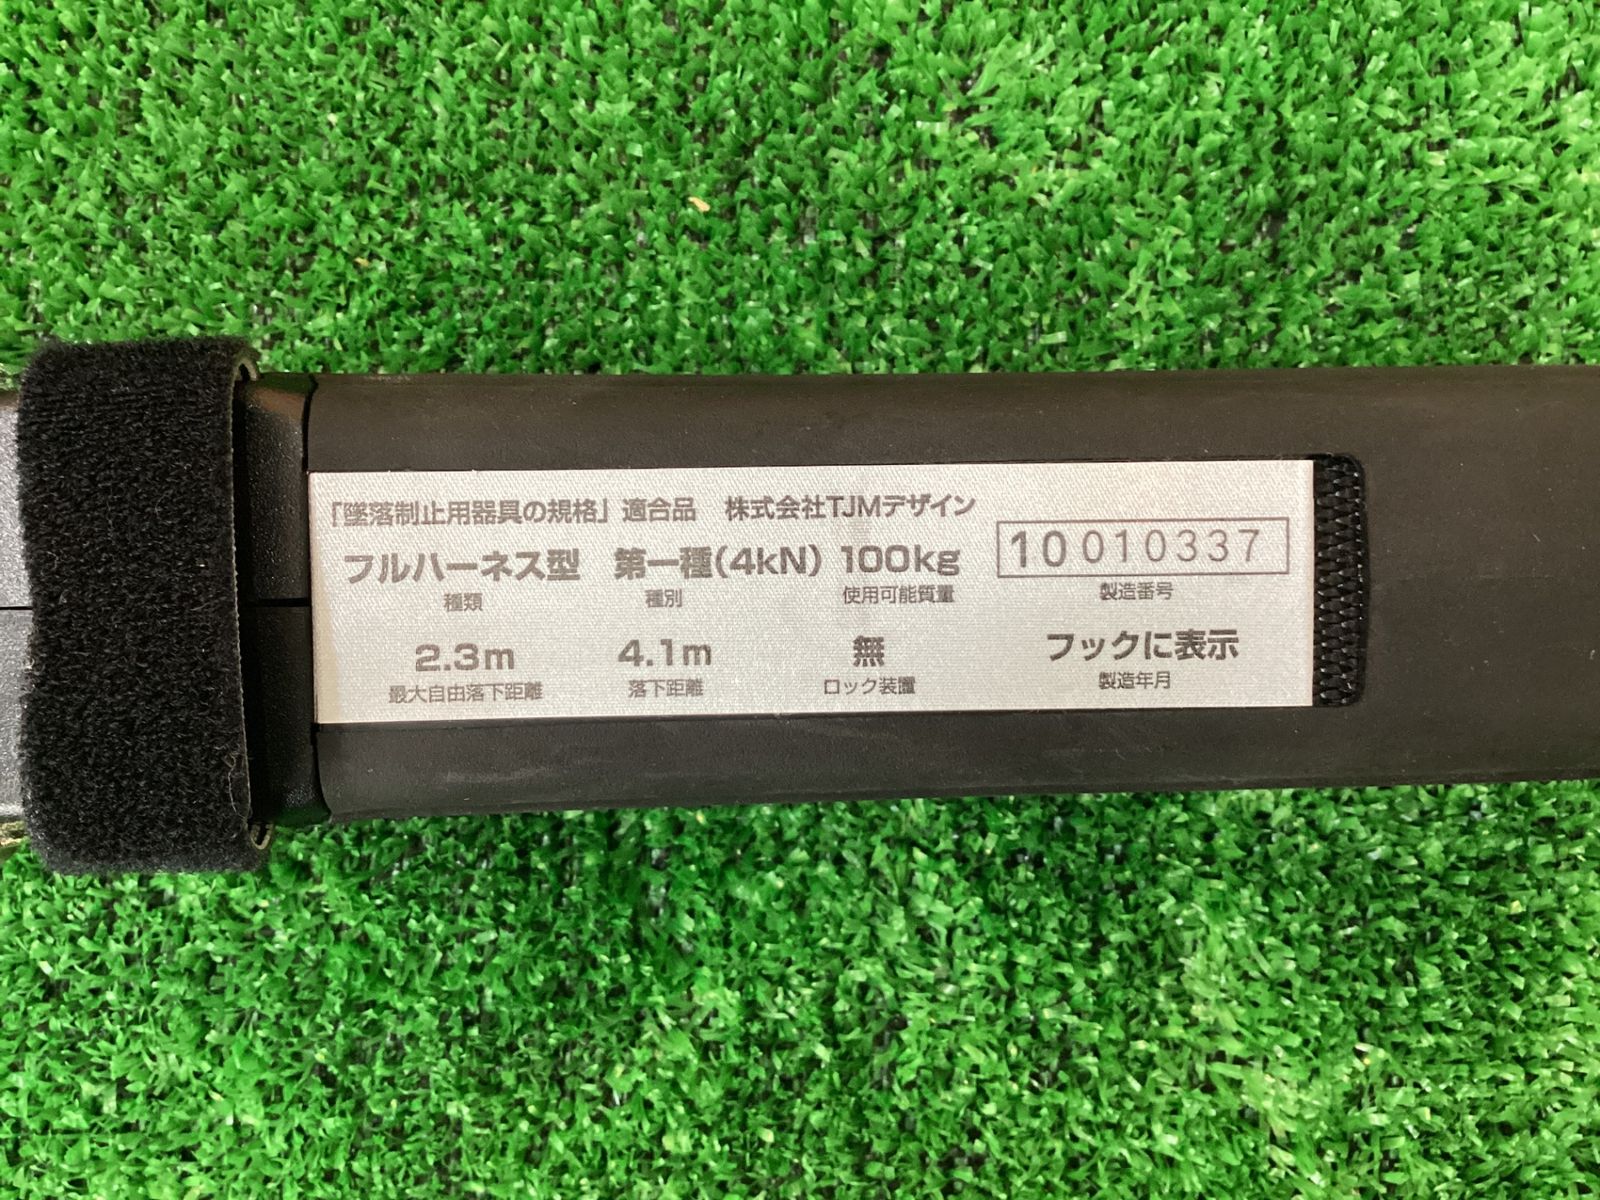 「墜落制止用器具の規格」適合品 株式会社TJMデザイン
フルハーネス型 第一種(4kN) 100kg 10 010337
種類 種別 使用可能質量 製造番号
2.3m 4.1m 無 フックに表示
最大自由落下距離 落下距離 ロック装置 製造年月